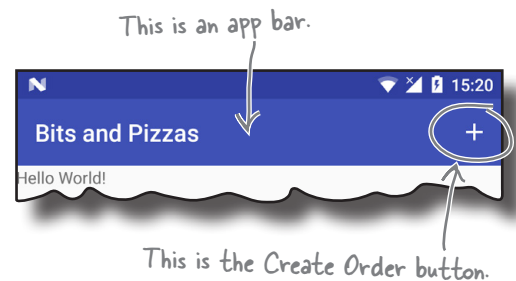 This is an app bar.
N
15:20
Bits and Pizzas
+
Hello World!
This is the Create Order button.